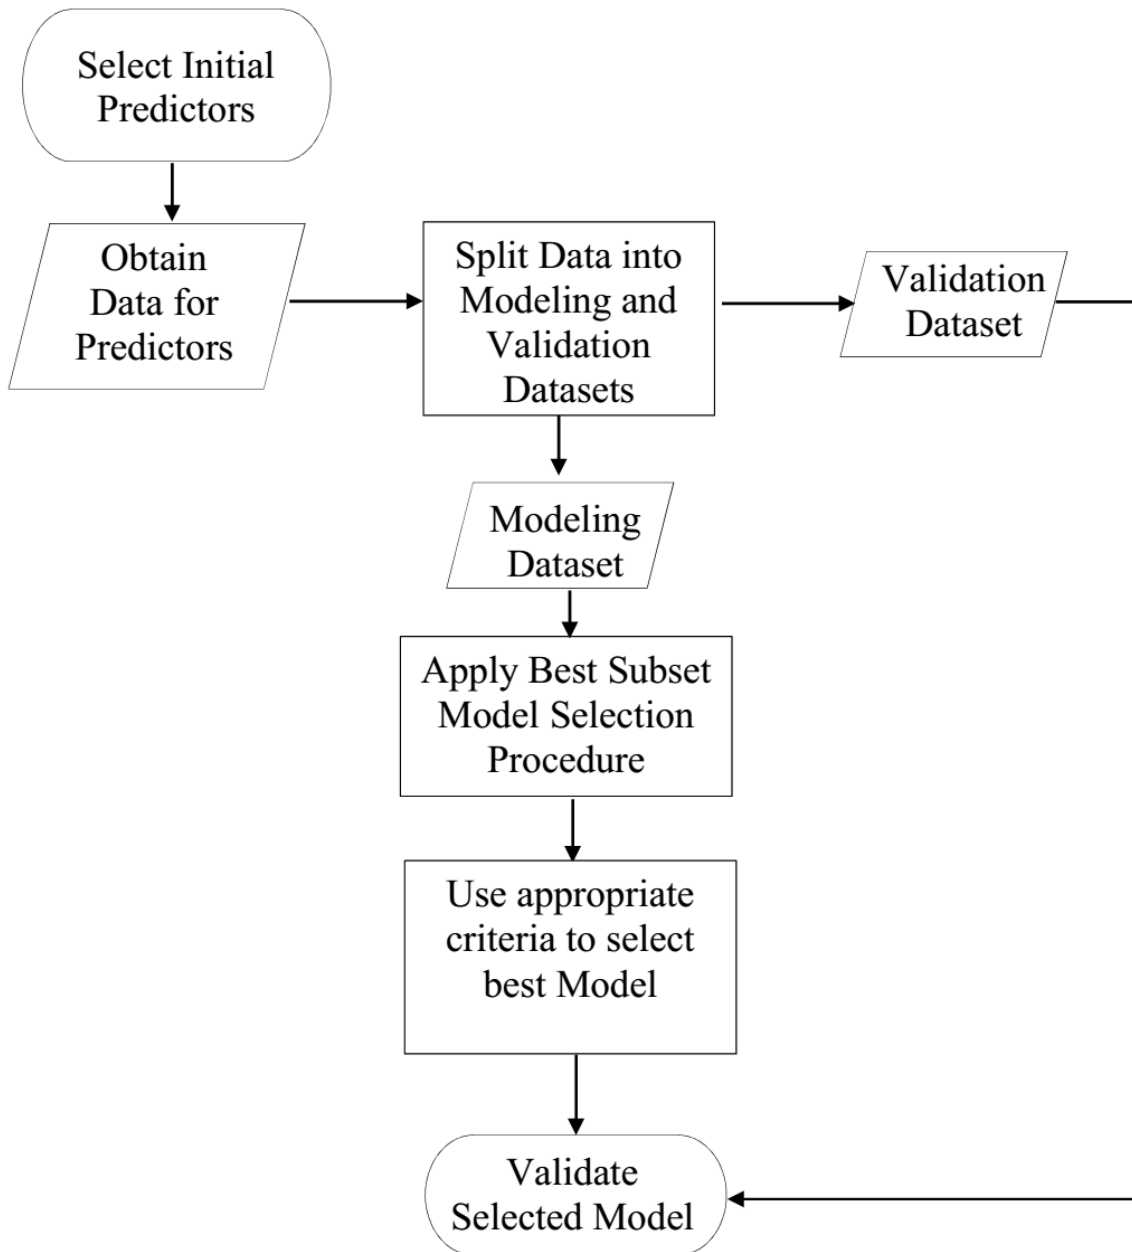 Select Initial
Predictors
Obtain
Data for
Predictors
Split Data into
Modeling and
Validation
Datasets
Validation
Dataset
Modeling
Dataset
Apply Best Subset
Model Selection
Procedure
Use appropriate
criteria to select
best Model
Validate
Selected Model